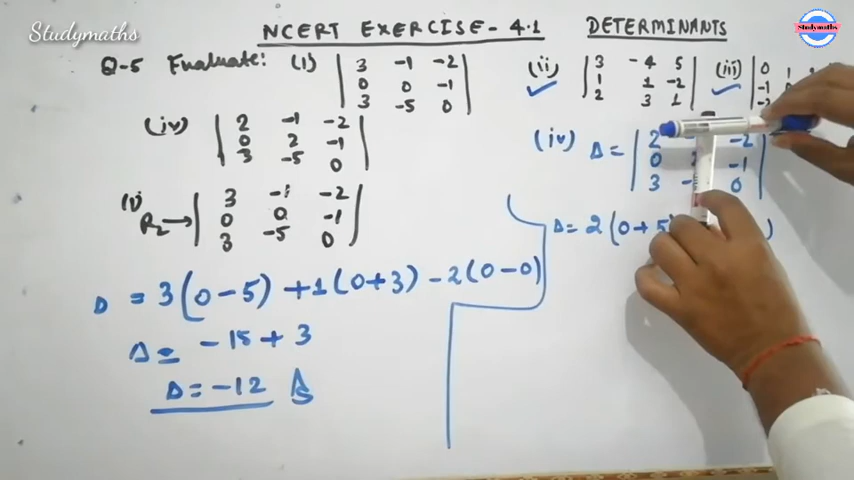 Studymaths
NCERT EXERCISE-4.1 DETERMINANTS
STUDYMATHS
Q-5 Evaluate: (i) | 3 -1 -2 |
| 0 0 -1 |
| 3 -5 0 |
(ii) | 3 -4 5 |
| 1 1 -2 |
| 2 3 1 |
(iii) | 0 1
| -1
(iv) | 2 -1 -2 |
| 0 2 -1 |
| 3 -5 0 |
(i) R2→ | 3 -1 -2 |
| 0 0 -1 |
| 3 -5 0 |
Δ = 3(0-5) +1(0+3) -2(0-0)
Δ = -15 + 3
Δ = -12
(iv) Δ = | 2 -2 |
| 0 -1 |
| 3 0 |
Δ = 2(0+5) )